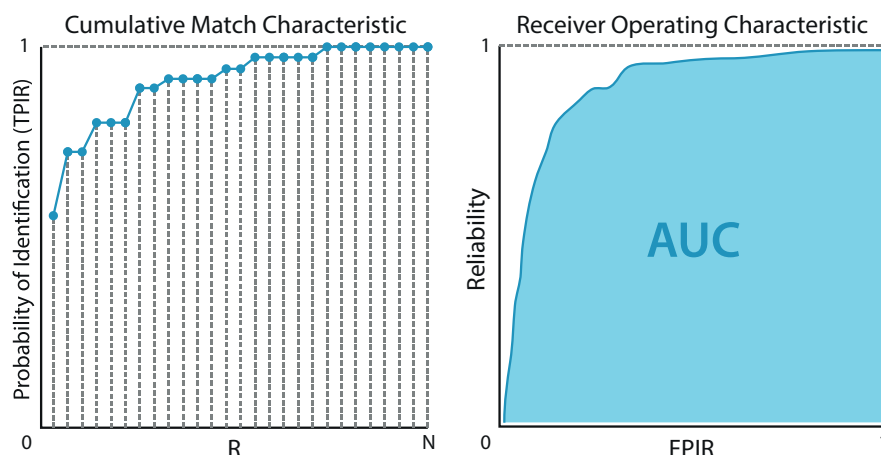 Cumulative Match Characteristic
1
Probability of Identification (TPIR)
0
R
N
Receiver Operating Characteristic
1
Reliability
AUC
0
FPIR